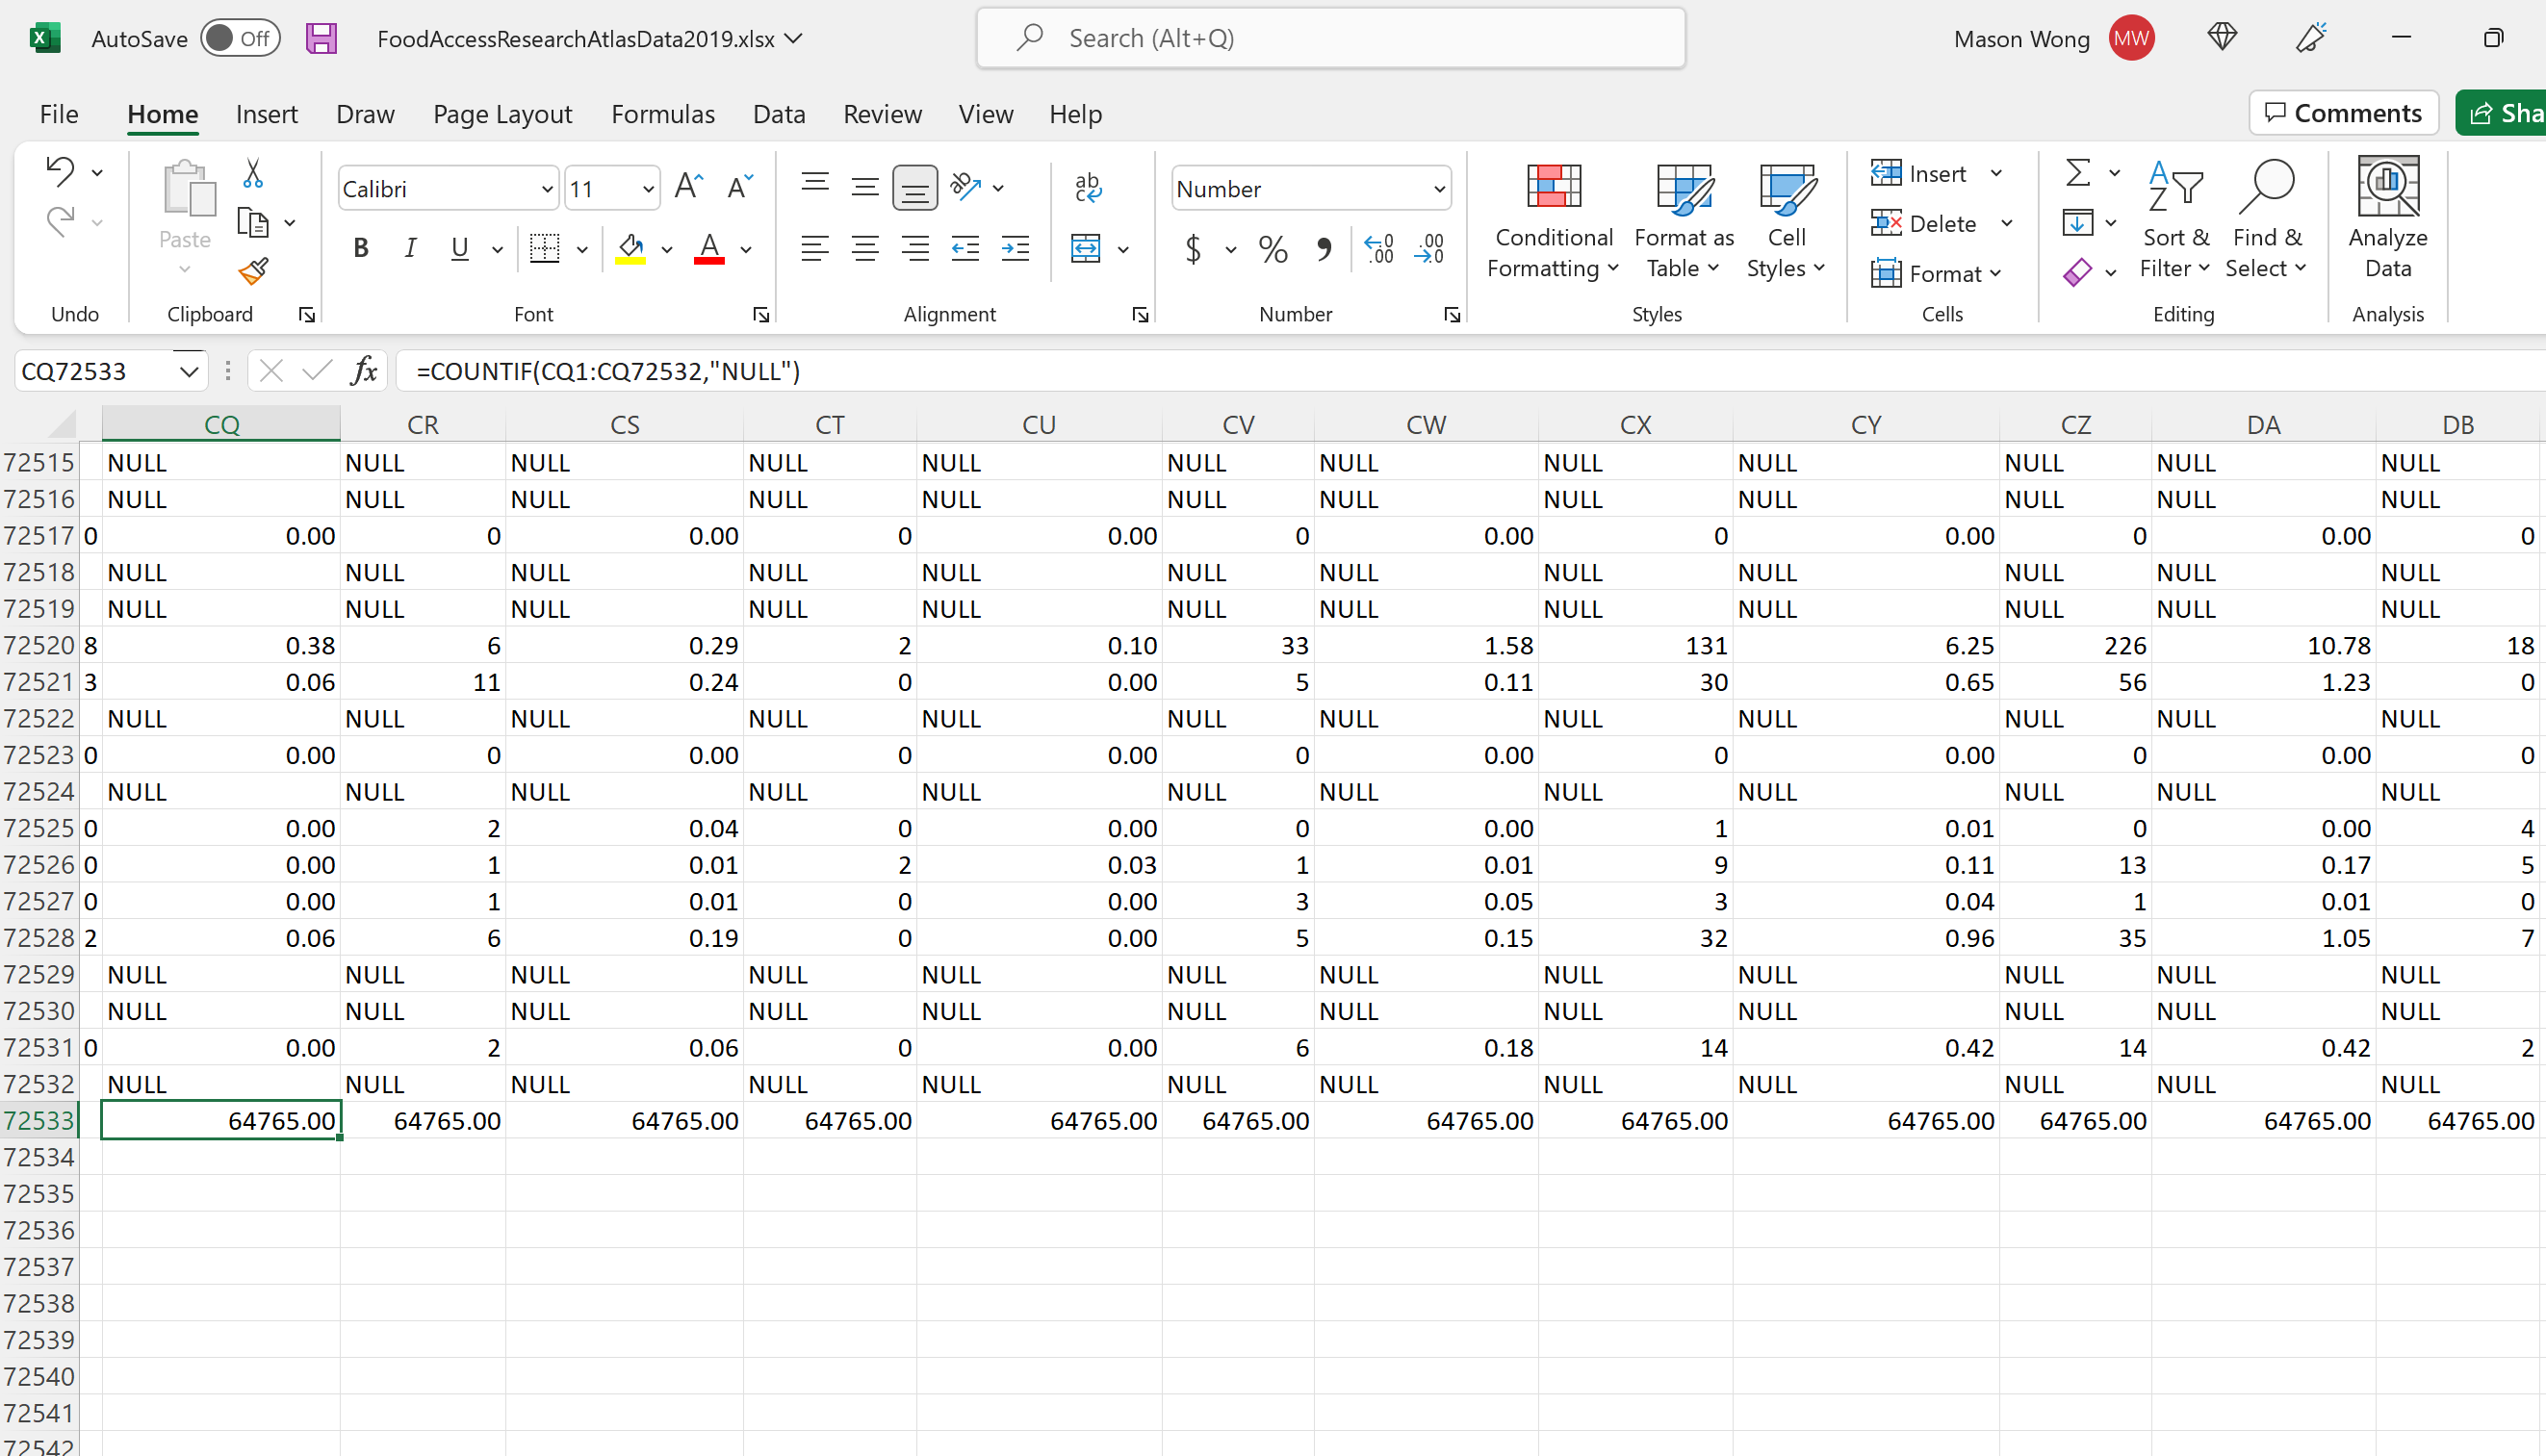 AutoSave Off FoodAccessResearchAtlasData2019.xlsx Search (Alt+Q) Mason Wong MW
File Home Insert Draw Page Layout Formulas Data Review View Help Comments Sha
Paste Calibri 11 A A ab Number Conditional Formatting Format as Table Cell Styles Insert Delete Format Sort & Filter Find & Select Analyze Data
B I U A $ % 
Undo Clipboard Font Alignment Number Styles Cells Editing Analysis
CQ72533 fx =COUNTIF(CQ1:CQ72532,"NULL")
CQ CR CS CT CU CV CW CX CY CZ DA DB
72515 NULL NULL NULL NULL NULL NULL NULL NULL NULL NULL NULL NULL
72516 NULL NULL NULL NULL NULL NULL NULL NULL NULL NULL NULL NULL
72517 0 0.00 0 0.00 0 0.00 0 0.00 0 0.00 0 0.00 0
72518 NULL NULL NULL NULL NULL NULL NULL NULL NULL NULL NULL NULL
72519 NULL NULL NULL NULL NULL NULL NULL NULL NULL NULL NULL NULL
72520 8 0.38 6 0.29 2 0.10 33 1.58 131 6.25 226 10.78 18
72521 3 0.06 11 0.24 0 0.00 5 0.11 30 0.65 56 1.23 0
72522 NULL NULL NULL NULL NULL NULL NULL NULL NULL NULL NULL NULL
72523 0 0.00 0 0.00 0 0.00 0 0.00 0 0.00 0 0.00 0
72524 NULL NULL NULL NULL NULL NULL NULL NULL NULL NULL NULL NULL
72525 0 0.00 2 0.04 0 0.00 0 0.00 1 0.01 0 0.00 4
72526 0 0.00 1 0.01 2 0.03 1 0.01 9 0.11 13 0.17 5
72527 0 0.00 1 0.01 0 0.00 3 0.05 3 0.04 1 0.01 0
72528 2 0.06 6 0.19 0 0.00 5 0.15 32 0.96 35 1.05 7
72529 NULL NULL NULL NULL NULL NULL NULL NULL NULL NULL NULL NULL
72530 NULL NULL NULL NULL NULL NULL NULL NULL NULL NULL NULL NULL
72531 0 0.00 2 0.06 0 0.00 6 0.18 14 0.42 14 0.42 2
72532 NULL NULL NULL NULL NULL NULL NULL NULL NULL NULL NULL NULL
72533 64765.00 64765.00 64765.00 64765.00 64765.00 64765.00 64765.00 64765.00 64765.00 64765.00 64765.00 64765.00
72534
72535
72536
72537
72538
72539
72540
72541
72542